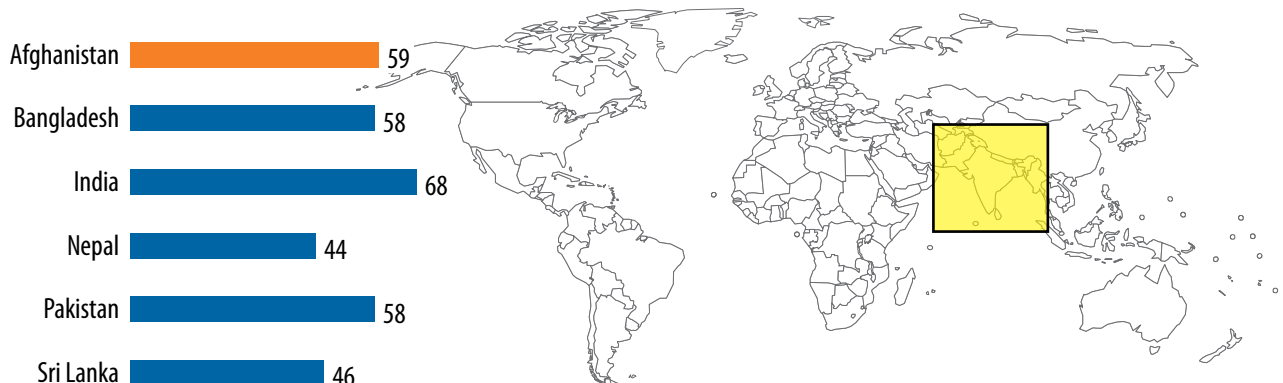 Afghanistan 59
Bangladesh 58
India 68
Nepal 44
Pakistan 58
Sri Lanka 46